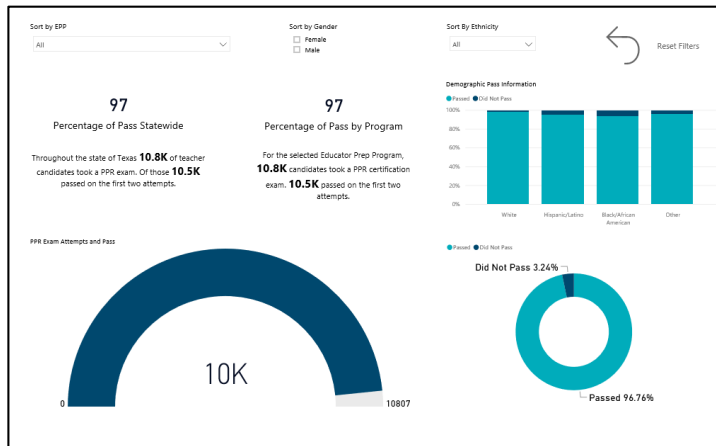 Sort by EPP
All
Sort by Gender
Female
Male
Sort By Ethnicity
All
Reset Filters
97
Percentage of Pass Statewide
Throughout the state of Texas 10.8K of teacher
candidates took a PPR exam. Of those 10.5K
passed on the first two attempts.
97
Percentage of Pass by Program
For the selected Educator Prep Program,
10.8K candidates took a PPR certification
exam. 10.5K passed on the first two
attempts.
Demographic Pass Information
Passed Did Not Pass
100%
80%
60%
40%
20%
0%
White
Hispanic/Latino
Black/African
American
Other
PPR Exam Attempts and Pass
10K
0
10807
Passed Did Not Pass
Did Not Pass 3.24%
Passed 96.76%